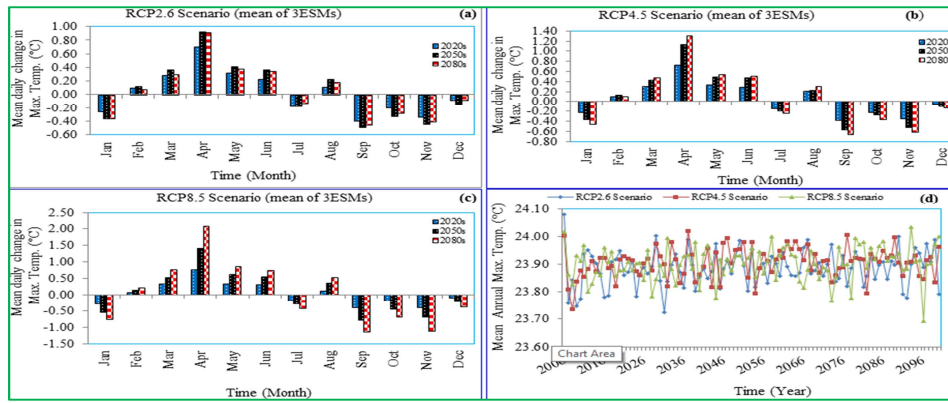 RCP2.6 Scenario (mean of 3ESMs) (a)
Mean daily change in
Max. Temp. (°C)
1.00
0.80
0.60
0.40
0.20
0.00
-0.20
-0.40
-0.60
2020s
2050s
2080s
Jan Feb Mar Apr May Jun Jul Aug Sep Oct Nov Dec
Time (Month)
RCP4.5 Scenario (mean of 3ESMs) (b)
Mean daily change in
Max. Temp. (°C)
1.40
1.20
1.00
0.80
0.60
0.40
0.20
0.00
-0.20
-0.40
-0.60
-0.80
2020
2050
2080
Jan Feb Mar Apr May Jun Jul Aug Sep Oct Nov Dec
Time (Month)
RCP8.5 Scenario (mean of 3ESMs)
(c)
Mean daily change in
Max. Temp. (°C)
2.50
2.00
1.50
1.00
0.50
0.00
-0.50
-1.00
-1.50
2020s
2050s
2080s
Jan Feb Mar Apr May Jun Jul Aug Sep Oct Nov Dec
Time (Month)
(d)
RCP2.6 Scenario RCP4.5 Scenario RCP8.5 Scenario
Mean Annual Max. Temp. (°C)
24.10
24.00
23.90
23.80
23.70
23.60
Chart Area
2026 2036 2046 2056 2066 2076 2086 2096
Time (Year)